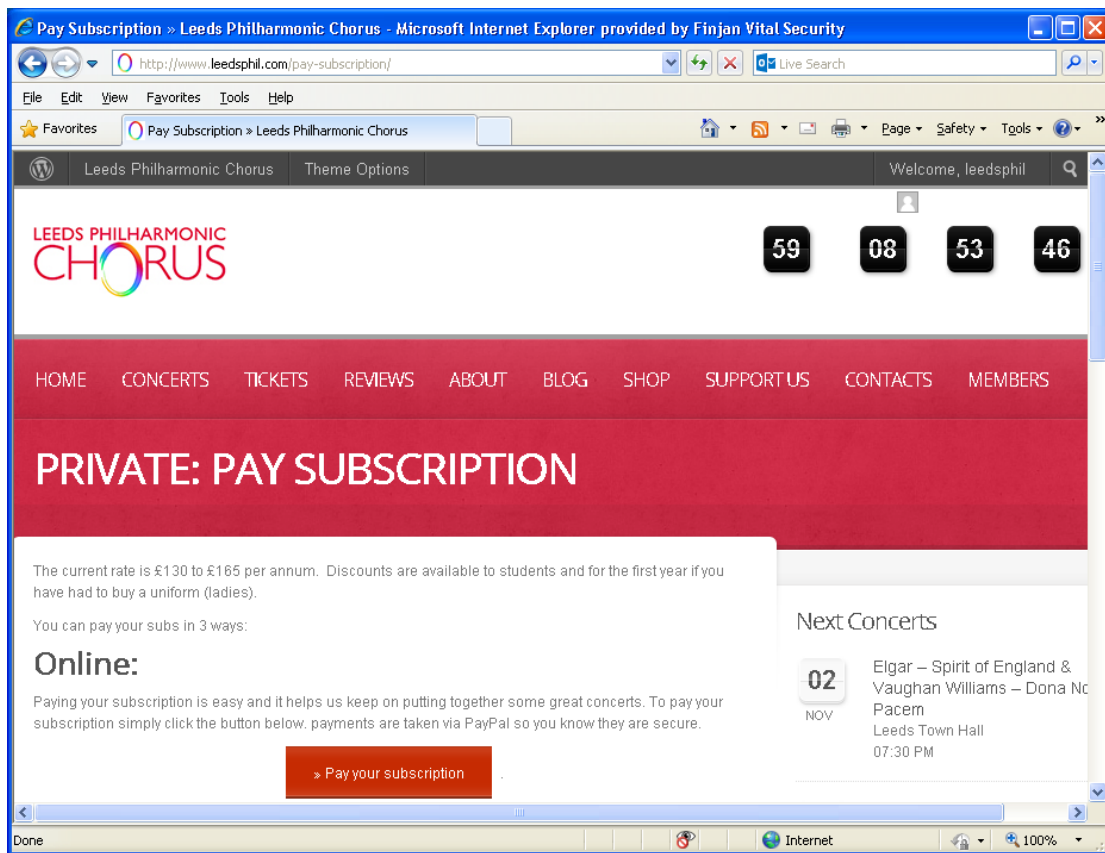 Pay Subscription » Leeds Philharmonic Chorus - Microsoft Internet Explorer provided by Finjan Vital Security
http://www.leedsphil.com/pay-subscription/
Live Search
File Edit View Favorites Tools Help
Favorites
Pay Subscription » Leeds Philharmonic Chorus
Page Safety Tools
»
Leeds Philharmonic Chorus Theme Options Welcome, leedsphil
LEEDS PHILHARMONIC
CHORUS
59 08 53 46
HOME CONCERTS TICKETS REVIEWS ABOUT BLOG SHOP SUPPORT US CONTACTS MEMBERS
PRIVATE: PAY SUBSCRIPTION
The current rate is £130 to £165 per annum. Discounts are available to students and for the first year if you
have had to buy a uniform (ladies).
You can pay your subs in 3 ways:
Online:
Paying your subscription is easy and it helps us keep on putting together some great concerts. To pay your
subscription simply click the button below. payments are taken via PayPal so you know they are secure.
» Pay your subscription .
Next Concerts
02
NOV
Elgar – Spirit of England &
Vaughan Williams – Dona No
Pacem
Leeds Town Hall
07:30 PM
Done Internet 100%